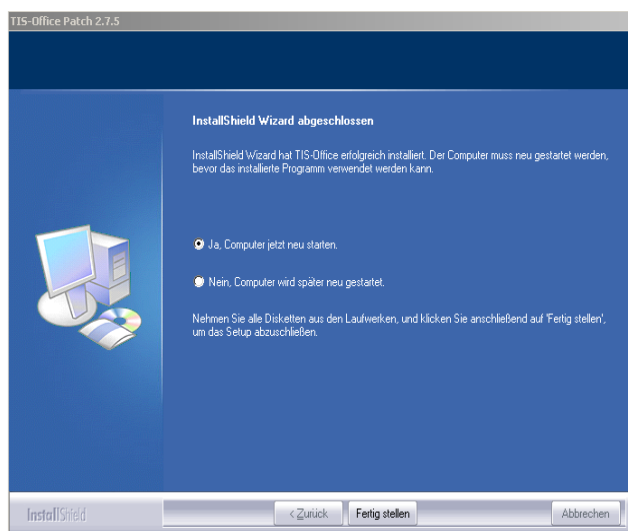 TIS-Office Patch 2.7.5
InstallShield Wizard abgeschlossen
InstallShield Wizard hat TIS-Office erfolgreich installiert. Der Computer muss neu gestartet werden,
bevor das installierte Programm verwendet werden kann.
Ja, Computer jetzt neu starten.
Nein, Computer wird später neu gestartet.
Nehmen Sie alle Disketten aus den Laufwerken, und klicken Sie anschließend auf 'Fertig stellen',
um das Setup abzuschließen.
InstallShield
< Zurück
Fertig stellen
Abbrechen